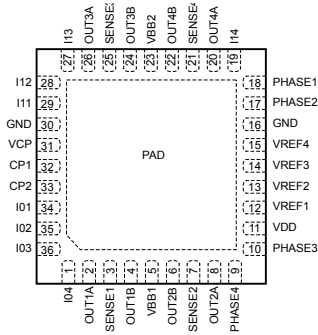 I13
OUT3A
SENSE3
OUT3B
VBB2
OUT4B
SENSE4
OUT4A
I14
27 26 25 24 23 22 21 20 19
I12 28
I11 29
GND 30
VCP 31
CP1 32
CP2 33
I01 34
I02 35
I03 36
PAD
18 PHASE1
17 PHASE2
16 GND
15 VREF4
14 VREF3
13 VREF2
12 VREF1
11 VDD
10 PHASE3
1 2 3 4 5 6 7 8 9
I04
OUT1A
SENSE1
OUT1B
VBB1
OUT2B
SENSE2
OUT2A
PHASE4